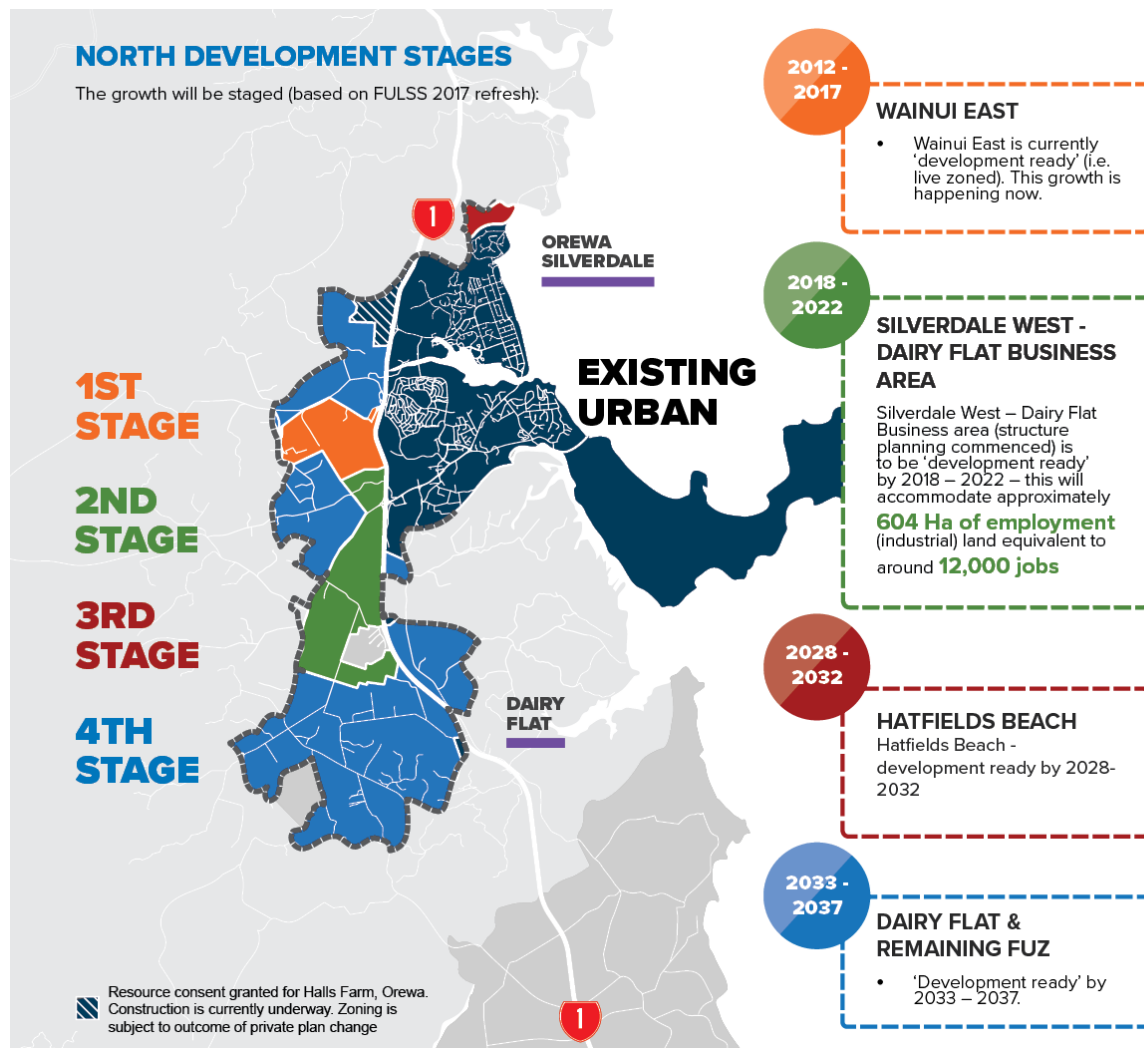 NORTH DEVELOPMENT STAGES
The growth will be staged (based on FULSS 2017 refresh):
1
OREWA
SILVERDALE
EXISTING
URBAN
1ST
STAGE
2ND
STAGE
3RD
STAGE
4TH
STAGE
DAIRY
FLAT
1
Resource consent granted for Halls Farm, Orewa.
Construction is currently underway. Zoning is
subject to outcome of private plan change
2012 -
2017
WAINUI EAST
• Wainui East is currently
‘development ready’ (i.e.
live zoned). This growth is
happening now.
2018 -
2022
SILVERDALE WEST -
DAIRY FLAT BUSINESS
AREA
Silverdale West – Dairy Flat
Business area (structure
planning commenced) is
to be ‘development ready’
by 2018 – 2022 – this will
accommodate approximately
604 Ha of employment
(industrial) land equivalent to
around 12,000 jobs
2028 -
2032
HATFIELDS BEACH
Hatfields Beach -
development ready by 2028-
2032
2033 -
2037
DAIRY FLAT &
REMAINING FUZ
• ‘Development ready’ by
2033 – 2037.